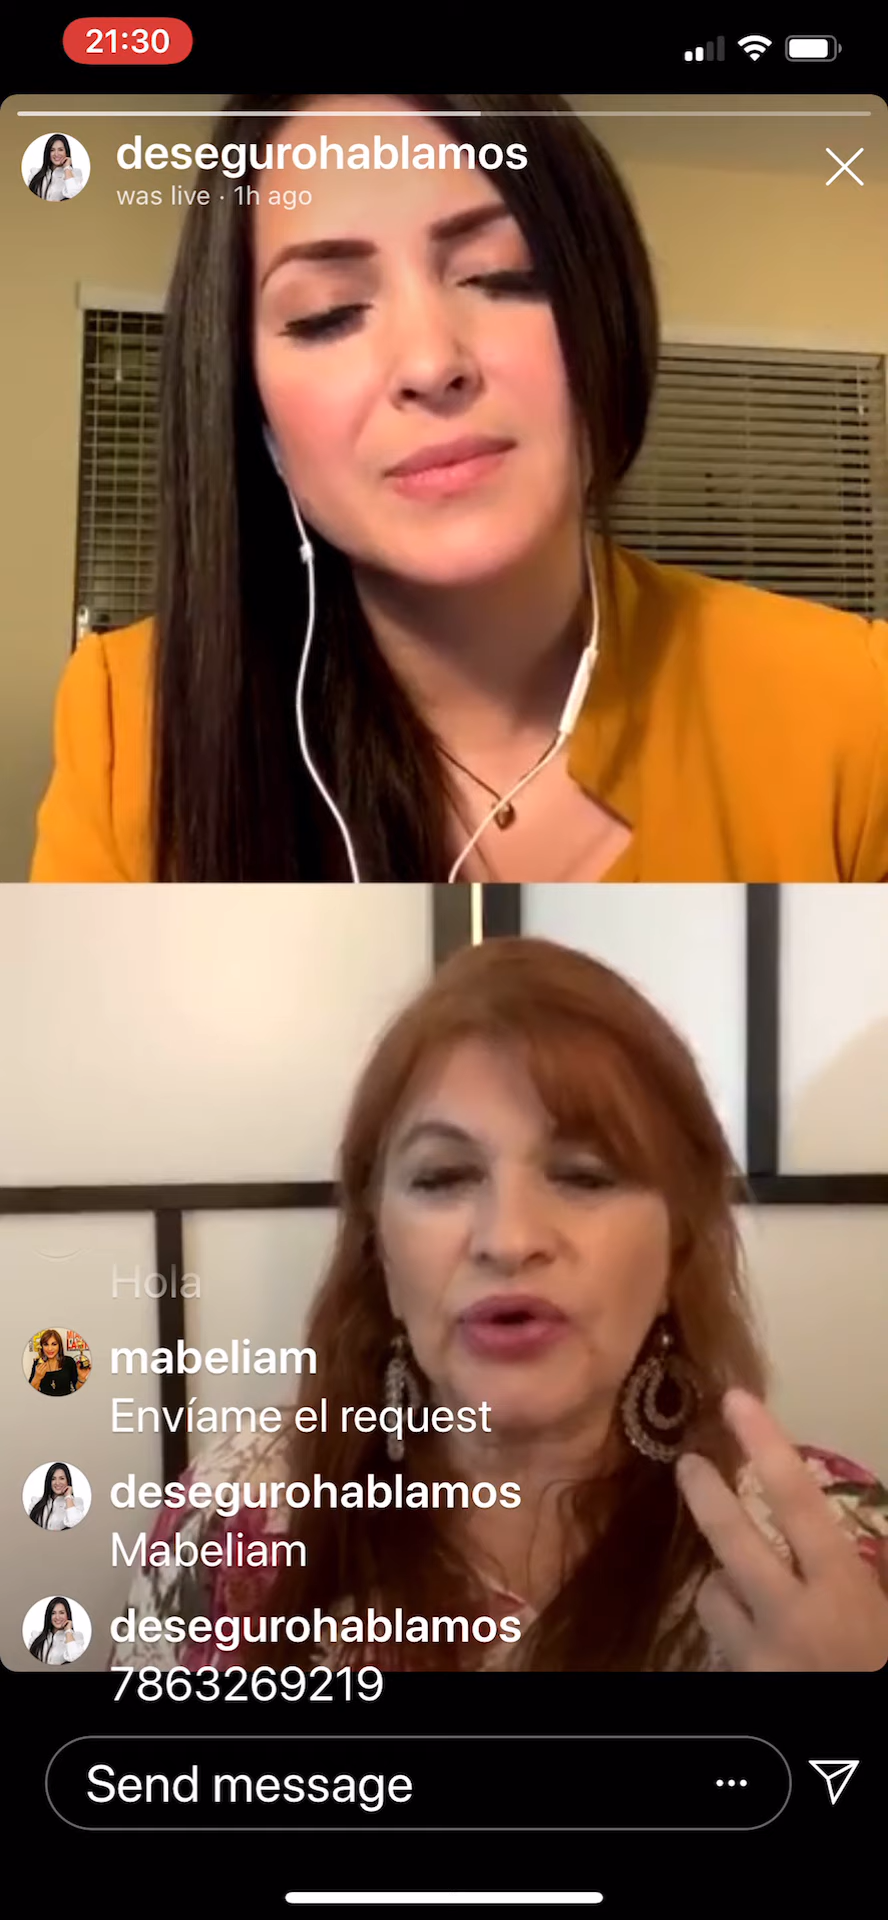 21:30
desegurohablamos
was live · 1h ago
Hola
mabeliam
Envíame el request
desegurohablamos
Mabeliam
desegurohablamos
7863269219
Send message